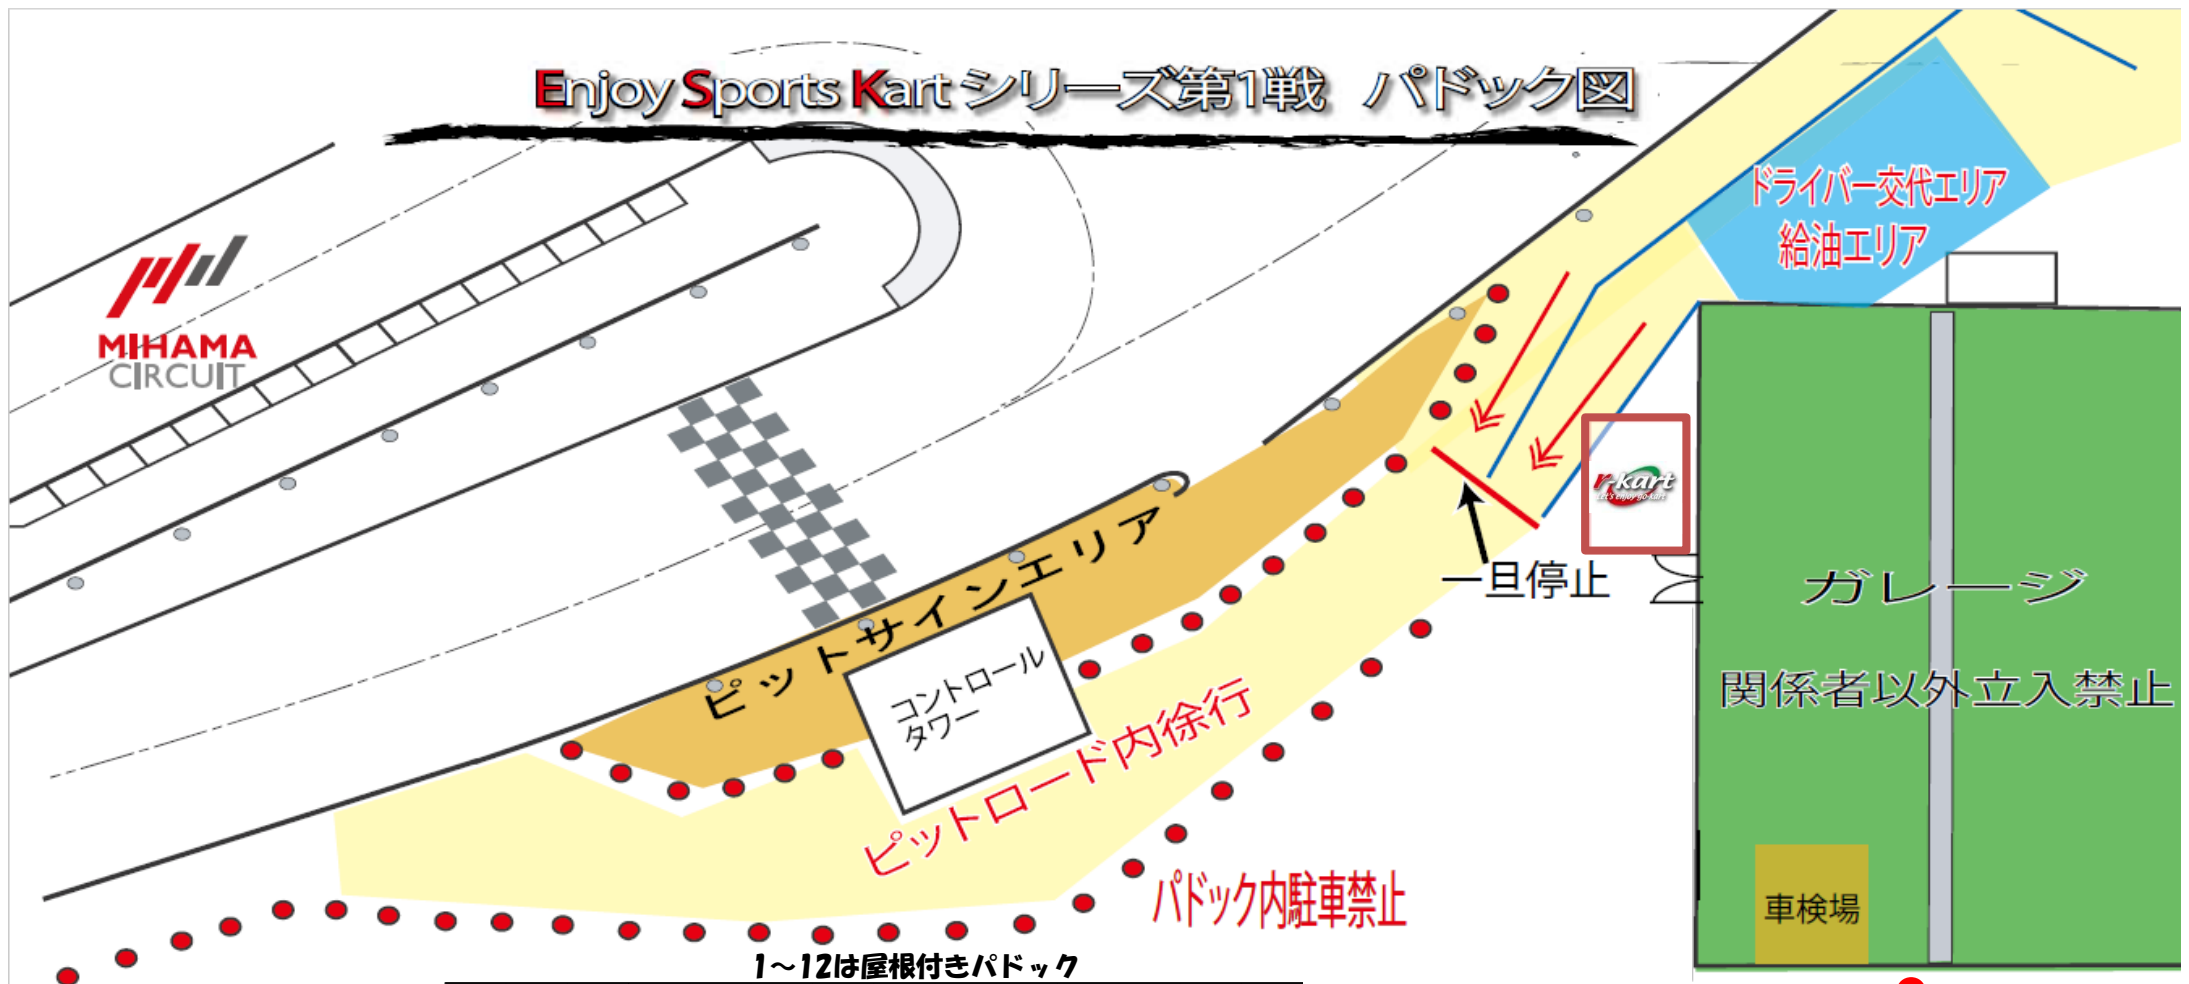 Enjoy Sports Kart シリーズ第1戦　パドック図
MIHAMA
CIRCUIT
ドライバー交代エリア
給油エリア
r-kart
Let's enjoy go-kart
一旦停止
ピットサインエリア
コントロール
タワー
ピットロード内徐行
パドック内駐車禁止
ガレージ
関係者以外立入禁止
車検場
1～12は屋根付きパドック